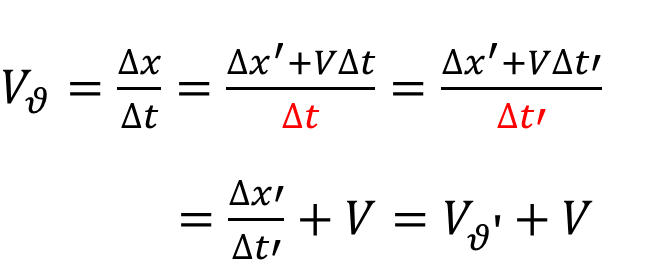 V_ϑ = Δx/Δt = (Δx′+VΔt)/Δt = (Δx′+VΔt′)/Δt′
= Δx′/Δt′ + V = V_ϑ' + V